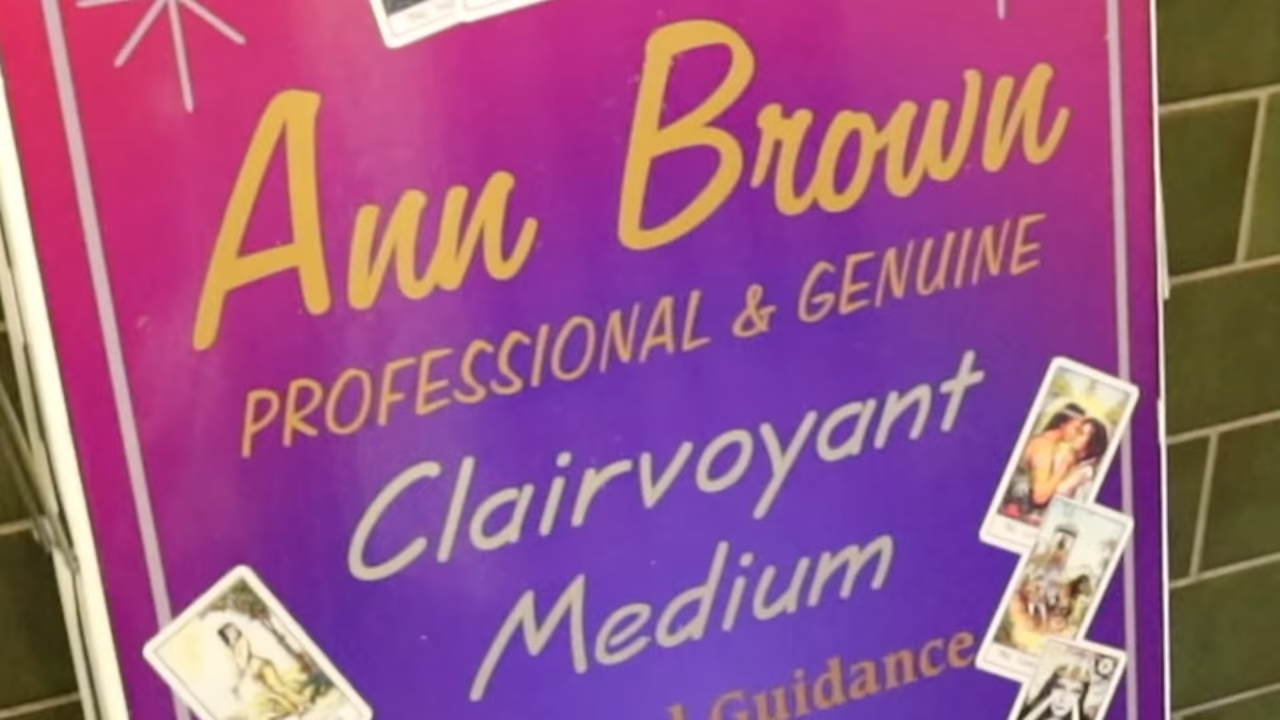 Ann Brown
PROFESSIONAL & GENUINE
Clairvoyant
Medium
Guidance